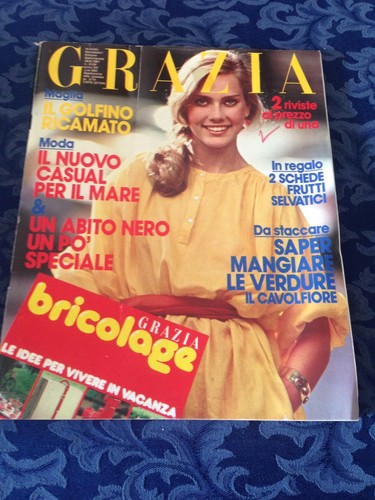 GRAZIA
Maglia
IL GOLFINO
RICAMATO
Moda
IL NUOVO
CASUAL
PER IL MARE
&
UN ABITO NERO
UN PO'
SPECIALE
2 riviste
al prezzo
di una
In regalo
2 SCHEDE
FRUTTI
SELVATICI
Da staccare
SAPER
MANGIARE
LE VERDURE
IL CAVOLFIORE
GRAZIA
bricolage
LE IDEE PER VIVERE IN VACANZA